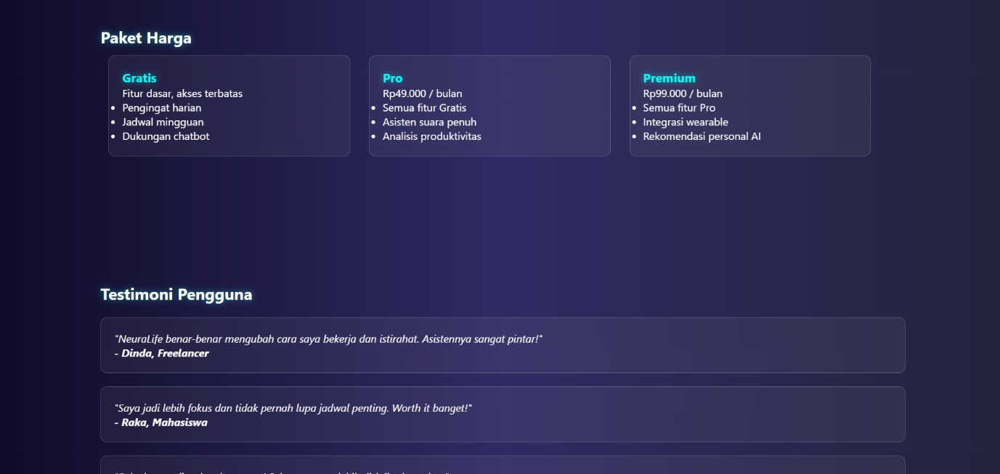 Paket Harga
Gratis
Fitur dasar, akses terbatas
Pengingat harian
Jadwal mingguan
Dukungan chatbot
Pro
Rp49.000 / bulan
Semua fitur Gratis
Asisten suara penuh
Analisis produktivitas
Premium
Rp99.000 / bulan
Semua fitur Pro
Integrasi wearable
Rekomendasi personal AI
Testimoni Pengguna
"NeuraLife benar-benar mengubah cara saya bekerja dan istirahat. Asistennya sangat pintar!"
- Dinda, Freelancer
"Saya jadi lebih fokus dan tidak pernah lupa jadwal penting. Worth it banget!"
- Raka, Mahasiswa